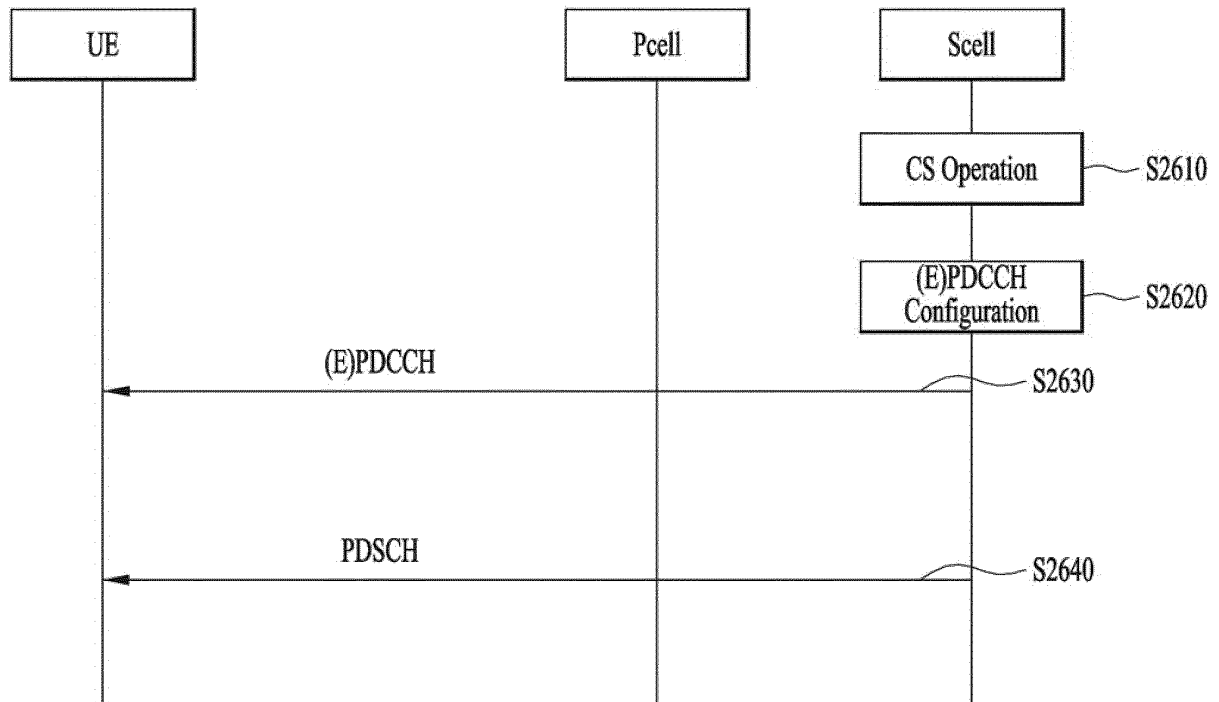 UE
Pcell
Scell
CS Operation
S2610
(E)PDCCH
Configuration
S2620
(E)PDCCH
S2630
PDSCH
S2640